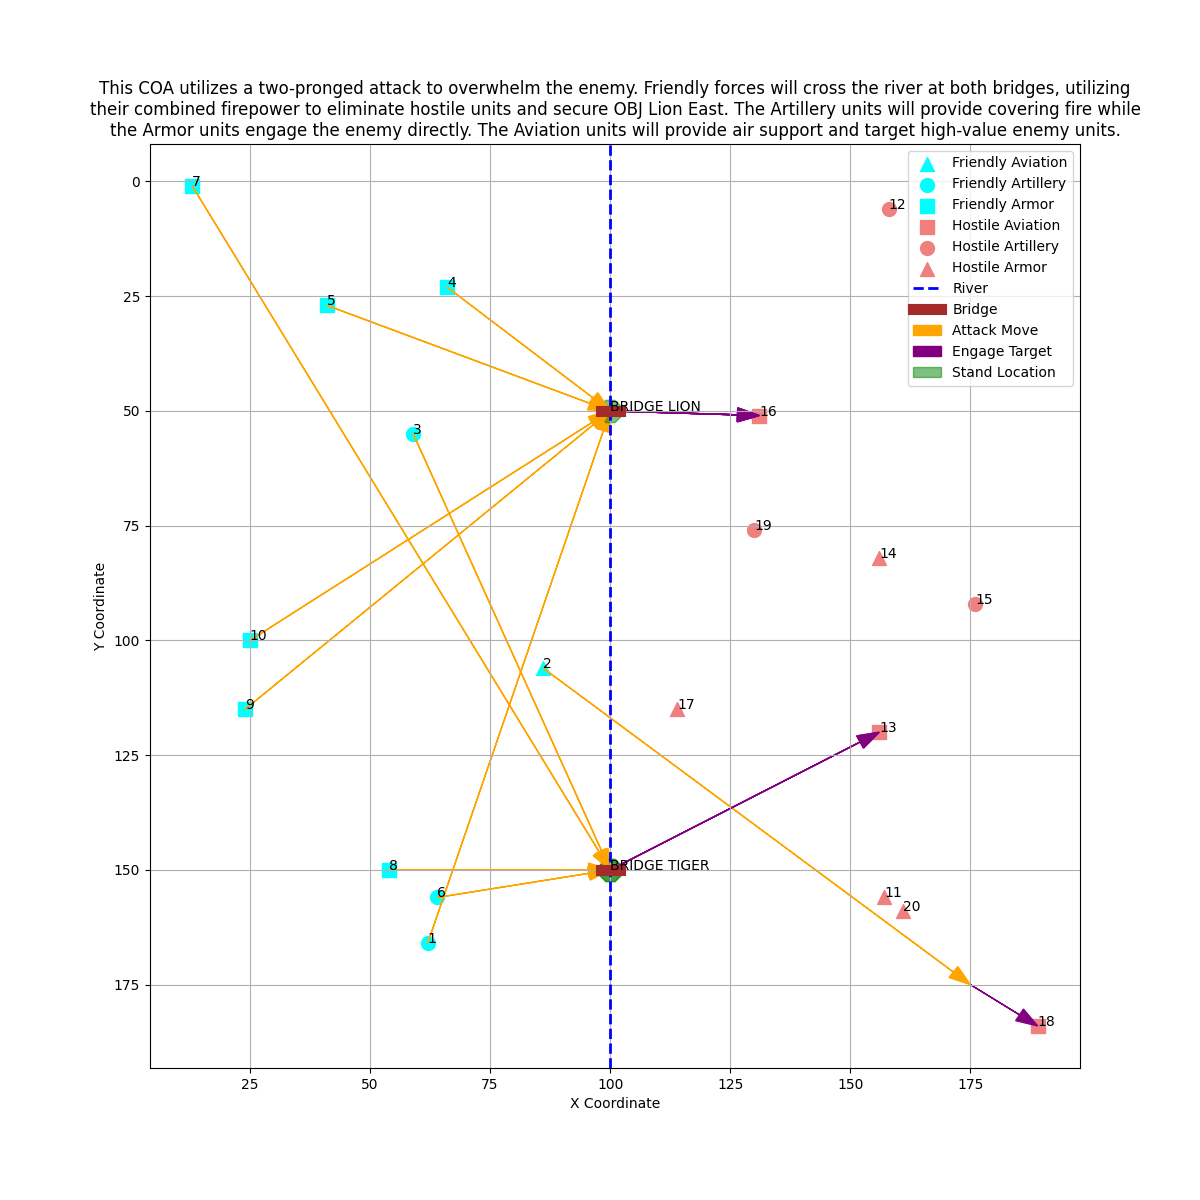 This COA utilizes a two-pronged attack to overwhelm the enemy. Friendly forces will cross the river at both bridges, utilizing
their combined firepower to eliminate hostile units and secure OBJ Lion East. The Artillery units will provide covering fire while
the Armor units engage the enemy directly. The Aviation units will provide air support and target high-value enemy units.
Friendly Aviation
Friendly Artillery
Friendly Armor
Hostile Aviation
Hostile Artillery
Hostile Armor
River
Bridge
Attack Move
Engage Target
Stand Location
7
12
4
5
BRIDGE LION
16
3
19
14
15
10
2
9
17
13
8
BRIDGE TIGER
6
11
20
1
18
0
25
50
75
100
125
150
175
Y Coordinate
25
50
75
100
125
150
175
X Coordinate